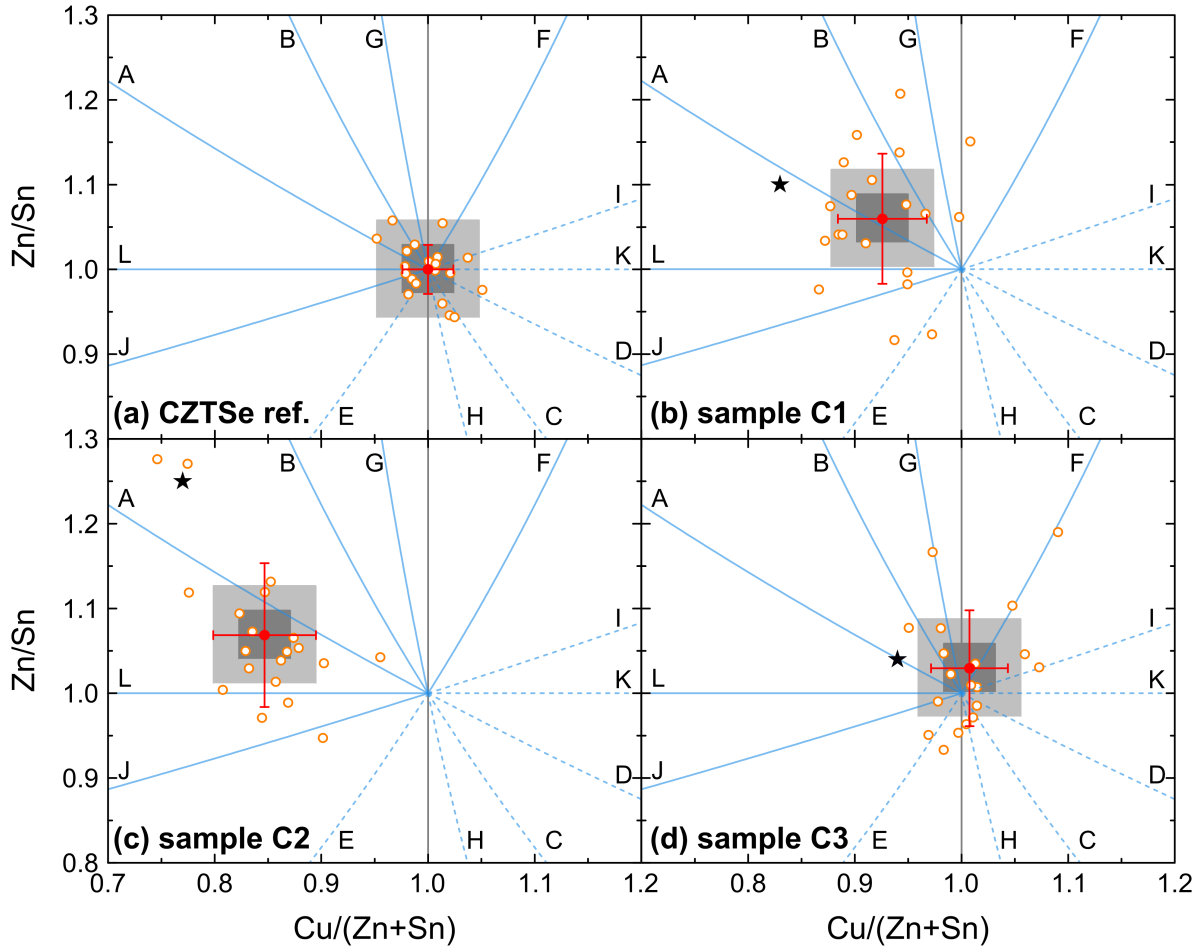 1.3
B
G
F
B
G
F
A
A
1.2
1.1
I
I
Zn/Sn
L
K
L
K
1.0
J
D
J
D
0.9
(a) CZTSe ref.
E
H
C
(b) sample C1
E
H
C
1.3
B
G
F
B
G
F
A
A
1.2
1.1
I
I
Zn/Sn
L
K
L
K
1.0
J
D
J
D
0.9
(c) sample C2
E
H
C
(d) sample C3
E
H
C
0.8
0.7 0.8 0.9 1.0 1.1 1.2 0.9 1.0 1.1 1.2
Cu/(Zn+Sn) Cu/(Zn+Sn)